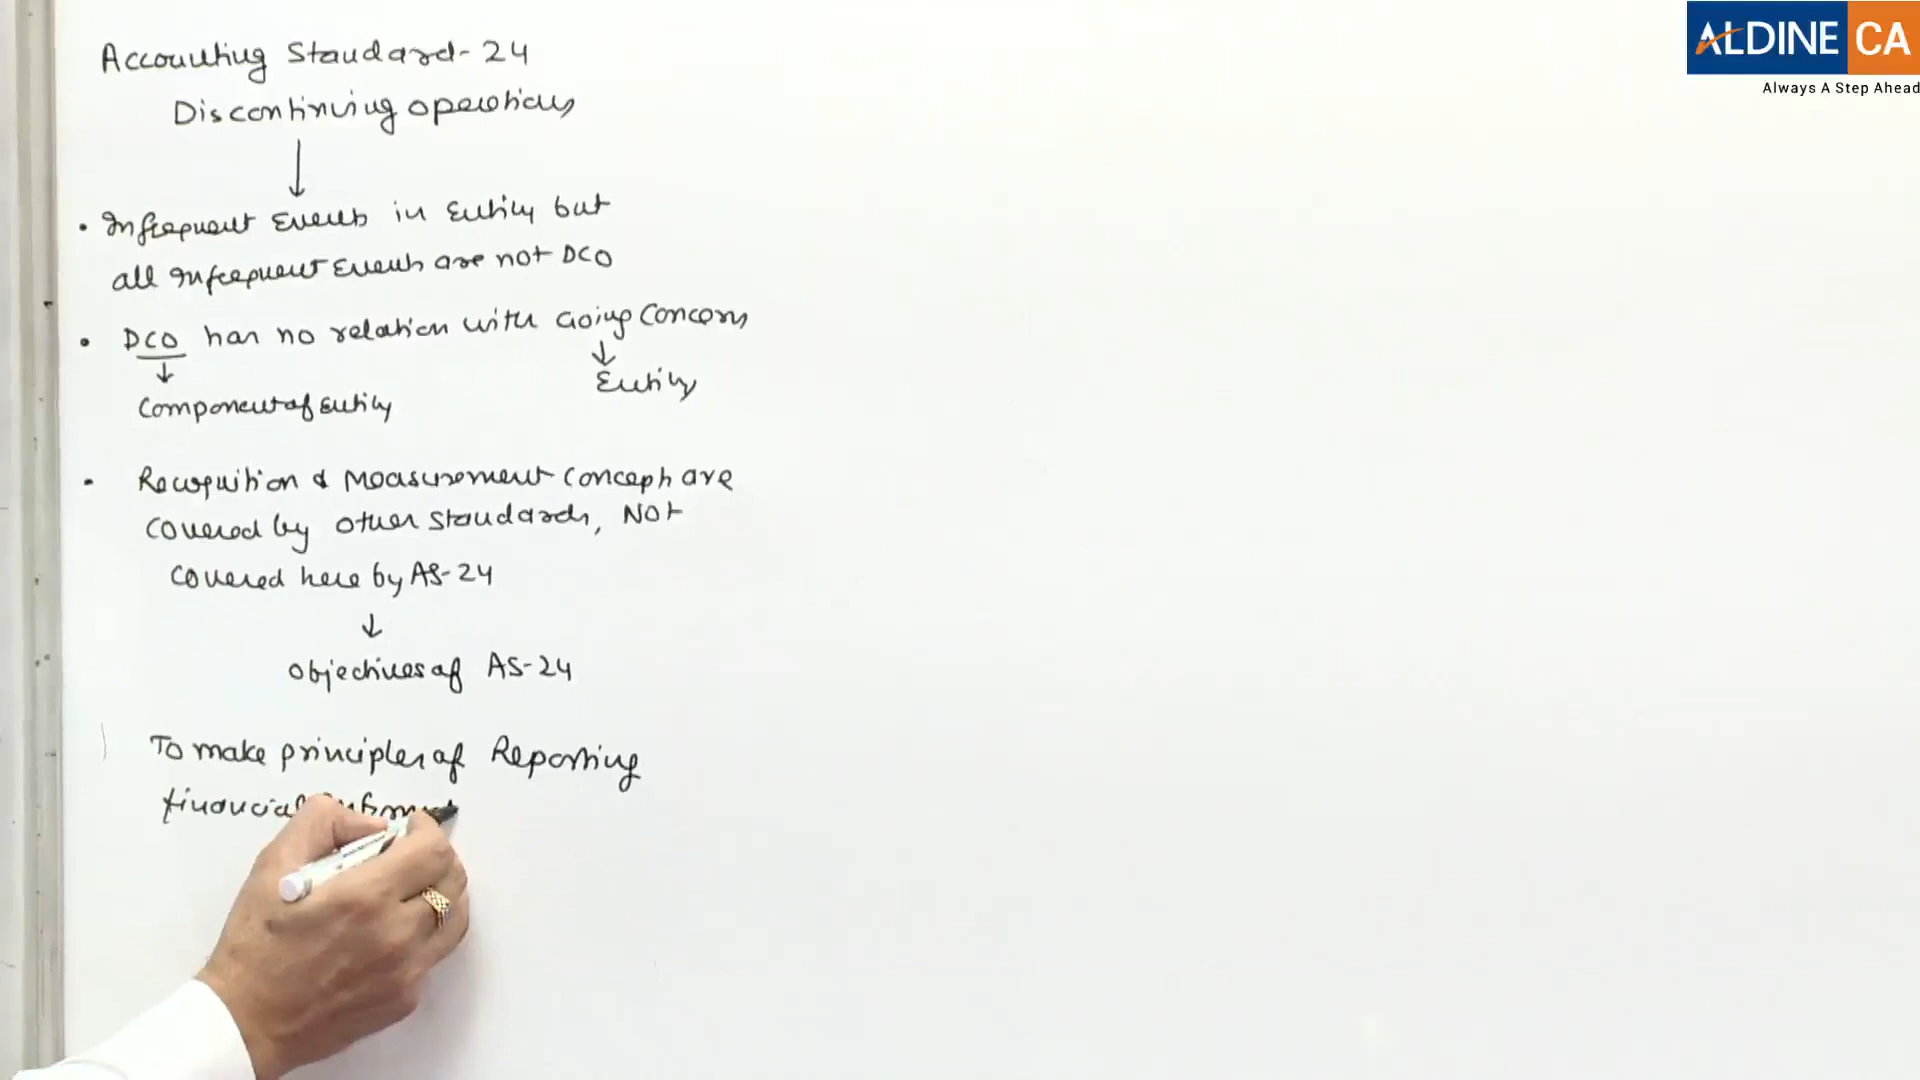 Accounting Standard-24
Discontinuing operations
• Infrequent Events in Entity but
all Infrequent Events are not DCO
• DCO has no relation with Going Concern
Entity
Component of Entity
• Recognition & Measurement Concepts are
Covered by other Standards, Not
Covered here by AS-24
Objectives of AS-24
To make principles of Reporting
financial
ALDINE CA
Always A Step Ahead